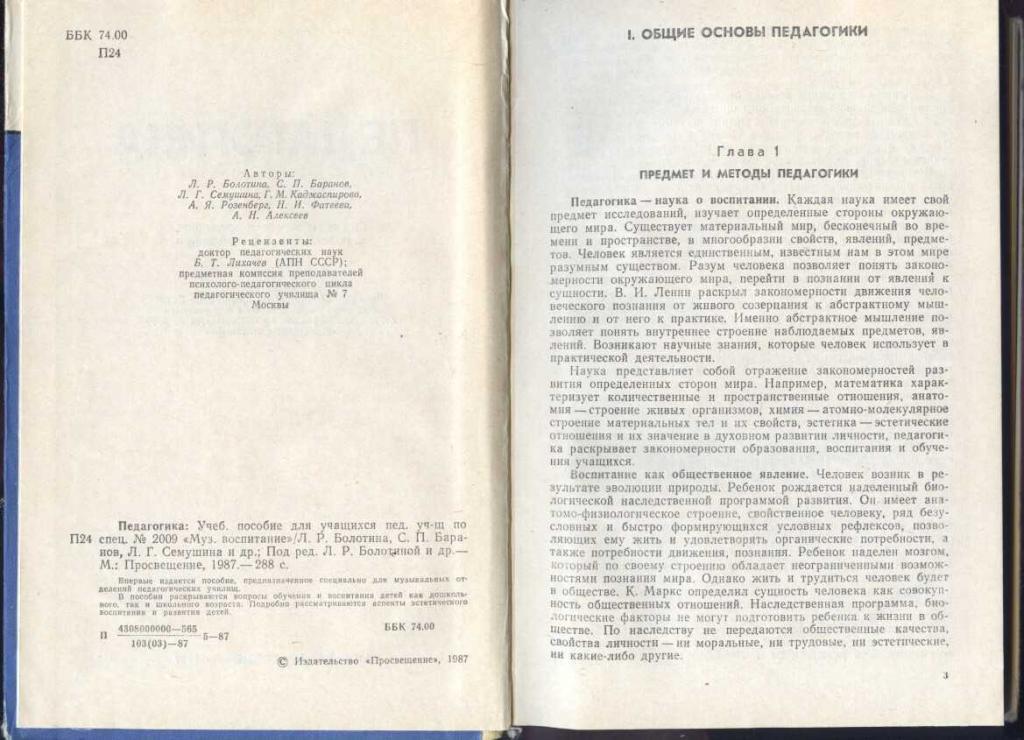 ББК 74.00
П24
Авторы:
Л. Р. Болотина, С. П. Баранов,
Л. Г. Семушина, Г. М. Каджаспирова,
А. Я. Розенберг, Н. И. Фатеева,
А. Н. Алексеев
Рецензенты:
доктор педагогических наук
Б. Т. Лихачев (АПН СССР);
предметная комиссия преподавателей
психолого-педагогического цикла
педагогического училища № 7
Москвы
Педагогика: Учеб. пособие для учащихся пед. уч-щ по
П24 спец. № 2009 «Муз. воспитание»/Л. Р. Болотина, С. П. Бара-
нов, Л. Г. Семушина и др.; Под ред. Л. Р. Болотиной и др.—
М.: Просвещение, 1987.— 288 с.
Впервые издается пособие, предназначенное специально для музыкальных от-
делений педагогических училищ.
В пособии раскрываются вопросы обучения и воспитания детей как дошколь-
ного, так и школьного возраста. Подробно рассматриваются аспекты эстетического
воспитания и развития детей.
4308000000—565
П 5—87
103(03)—87
ББК 74.00
© Издательство «Просвещение», 1987
I. ОБЩИЕ ОСНОВЫ ПЕДАГОГИКИ
Глава 1
ПРЕДМЕТ И МЕТОДЫ ПЕДАГОГИКИ
Педагогика — наука о воспитании. Каждая наука имеет свой
предмет исследований, изучает определенные стороны окружаю-
щего мира. Существует материальный мир, бесконечный во вре-
мени и пространстве, в многообразии свойств, явлений, предме-
тов. Человек является единственным, известным нам в этом мире
разумным существом. Разум человека позволяет понять законо-
мерности окружающего мира, перейти в познании от явлений к
сущности. В. И. Ленин раскрыл закономерности движения чело-
веческого познания от живого созерцания к абстрактному мыш-
лению и от него к практике. Именно абстрактное мышление по-
зволяет понять внутреннее строение наблюдаемых предметов, яв-
лений. Возникают научные знания, которые человек использует в
практической деятельности.
Наука представляет собой отражение закономерностей раз-
вития определенных сторон мира. Например, математика харак-
теризует количественные и пространственные отношения, анато-
мия — строение живых организмов, химия — атомно-молекулярное
строение материальных тел и их свойств, эстетика — эстетические
отношения и их значение в духовном развитии личности, педагоги-
ка раскрывает закономерности образования, воспитания и обуче-
ния учащихся.
Воспитание как общественное явление. Человек возник в ре-
зультате эволюции природы. Ребенок рождается наделенный био-
логической наследственной программой развития. Он имеет ана-
томо-физиологическое строение, свойственное человеку, ряд без-
условных и быстро формирующихся условных рефлексов, позво-
ляющих ему жить и удовлетворять органические потребности, а
также потребности движения, познания. Ребенок наделен мозгом,
который по своему строению обладает неограниченными возмож-
ностями познания мира. Однако жить и трудиться человек будет
в обществе. К. Маркс определил сущность человека как совокуп-
ность общественных отношений. Наследственная программа, био-
логические факторы не могут подготовить ребенка к жизни в об-
ществе. По наследству не передаются общественные качества,
свойства личности — ни моральные, ни трудовые, ни эстетические,
ни какие-либо другие.
3